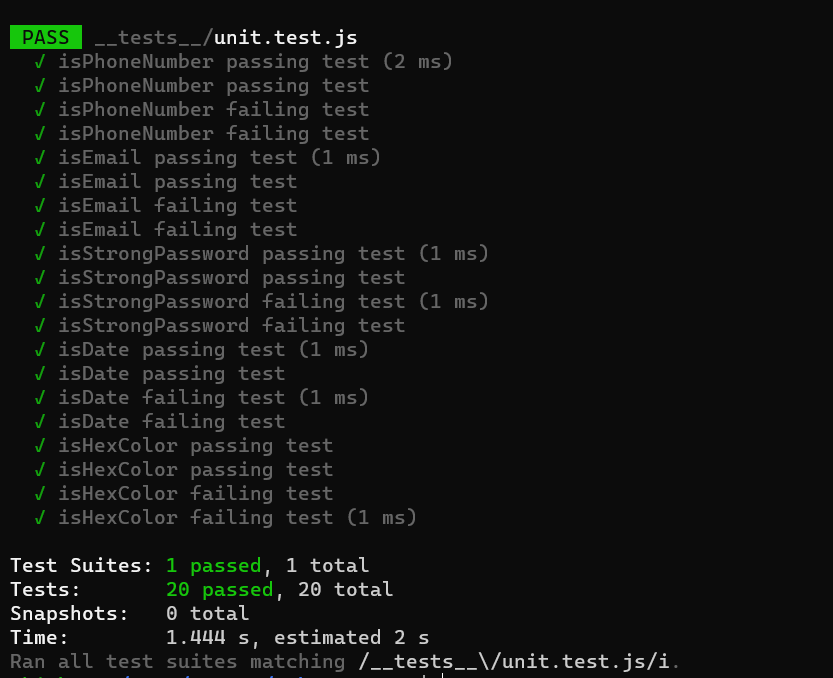 PASS __tests__/unit.test.js
√ isPhoneNumber passing test (2 ms)
√ isPhoneNumber passing test
√ isPhoneNumber failing test
√ isPhoneNumber failing test
√ isEmail passing test (1 ms)
√ isEmail passing test
√ isEmail failing test
√ isEmail failing test
√ isStrongPassword passing test (1 ms)
√ isStrongPassword passing test
√ isStrongPassword failing test (1 ms)
√ isStrongPassword failing test
√ isDate passing test (1 ms)
√ isDate passing test
√ isDate failing test (1 ms)
√ isDate failing test
√ isHexColor passing test
√ isHexColor passing test
√ isHexColor failing test
√ isHexColor failing test (1 ms)
Test Suites: 1 passed, 1 total
Tests: 20 passed, 20 total
Snapshots: 0 total
Time: 1.444 s, estimated 2 s
Ran all test suites matching /__tests__\/unit.test.js/i.